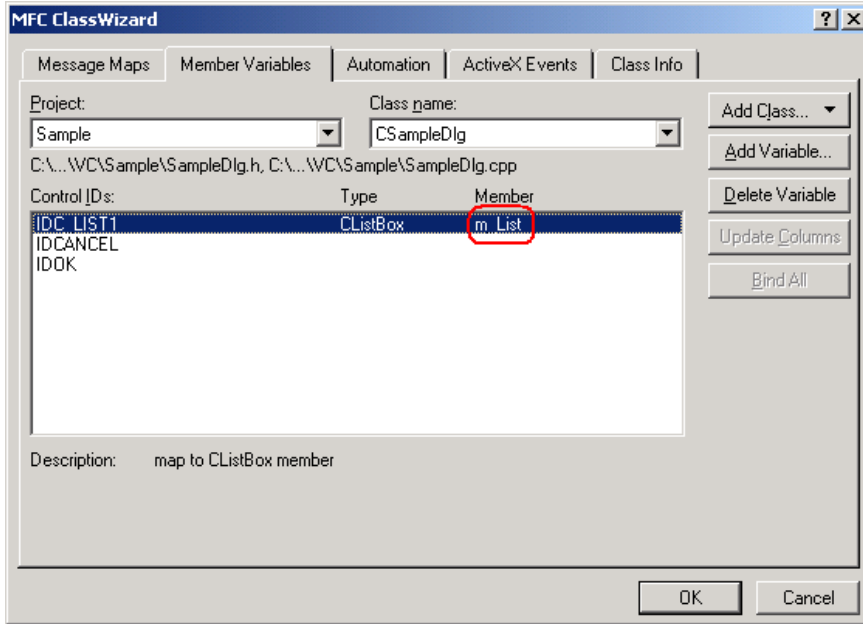 MFC ClassWizard
Message Maps Member Variables Automation ActiveX Events Class Info
Project: Class name:
Sample CSampleDlg
Add Class...
C:\...\VC\Sample\SampleDlg.h, C:\...\VC\Sample\SampleDlg.cpp
Add Variable...
Control IDs: Type Member
Delete Variable
IDC_LIST1 CListBox m_List
Update Columns
IDCANCEL
IDOK
Bind All
Description: map to CListBox member
OK Cancel